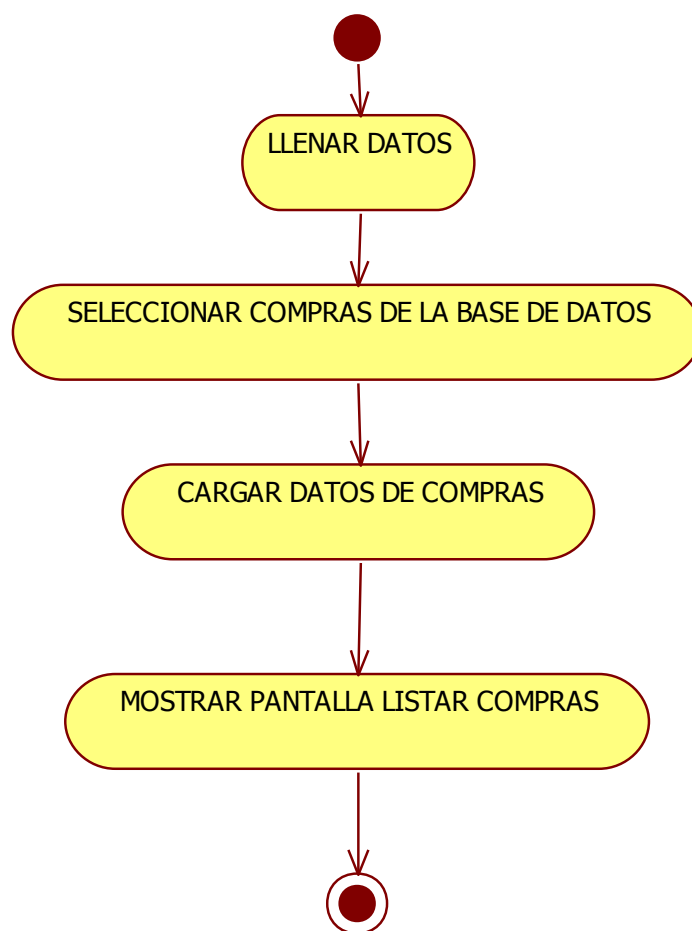 LLENAR DATOS
SELECCIONAR COMPRAS DE LA BASE DE DATOS
CARGAR DATOS DE COMPRAS
MOSTRAR PANTALLA LISTAR COMPRAS